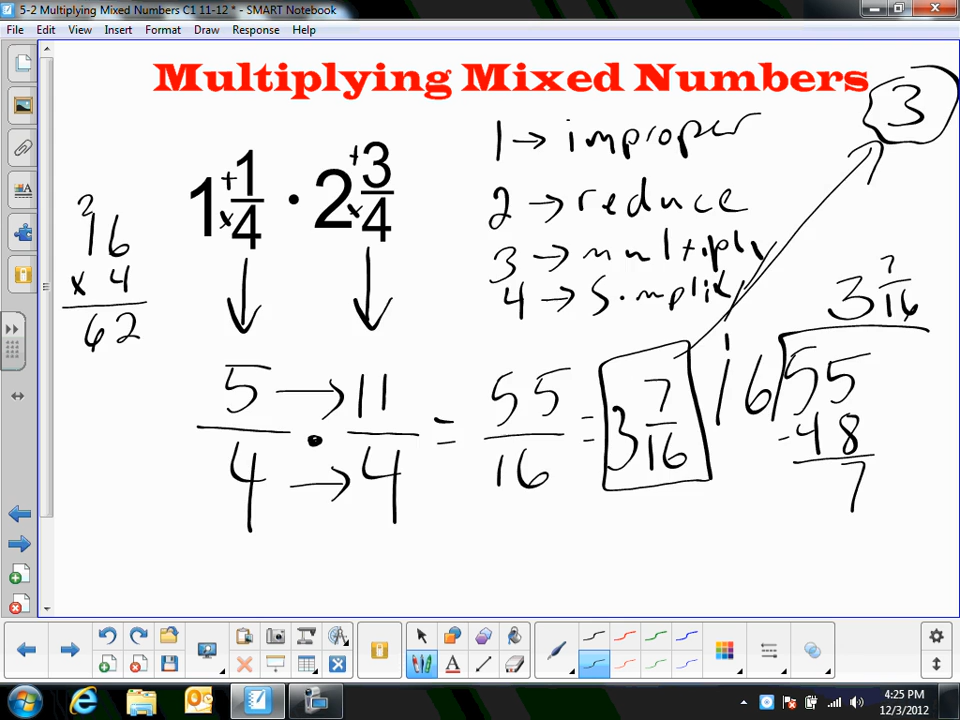 5-2 Multiplying Mixed Numbers C1 11-12 * - SMART Notebook
File Edit View Insert Format Draw Response Help
Multiplying Mixed Numbers
3
1 + 1/4 × • 2 + 3/4 ×
1 → improper
2 → reduce
3 → multiply
4 → simplify
2
16
x 4
62
5/4 • 11/4 = 55/16 = 3 7/16
3 7/16
16 55
- 48
7
4:25 PM
12/3/2012